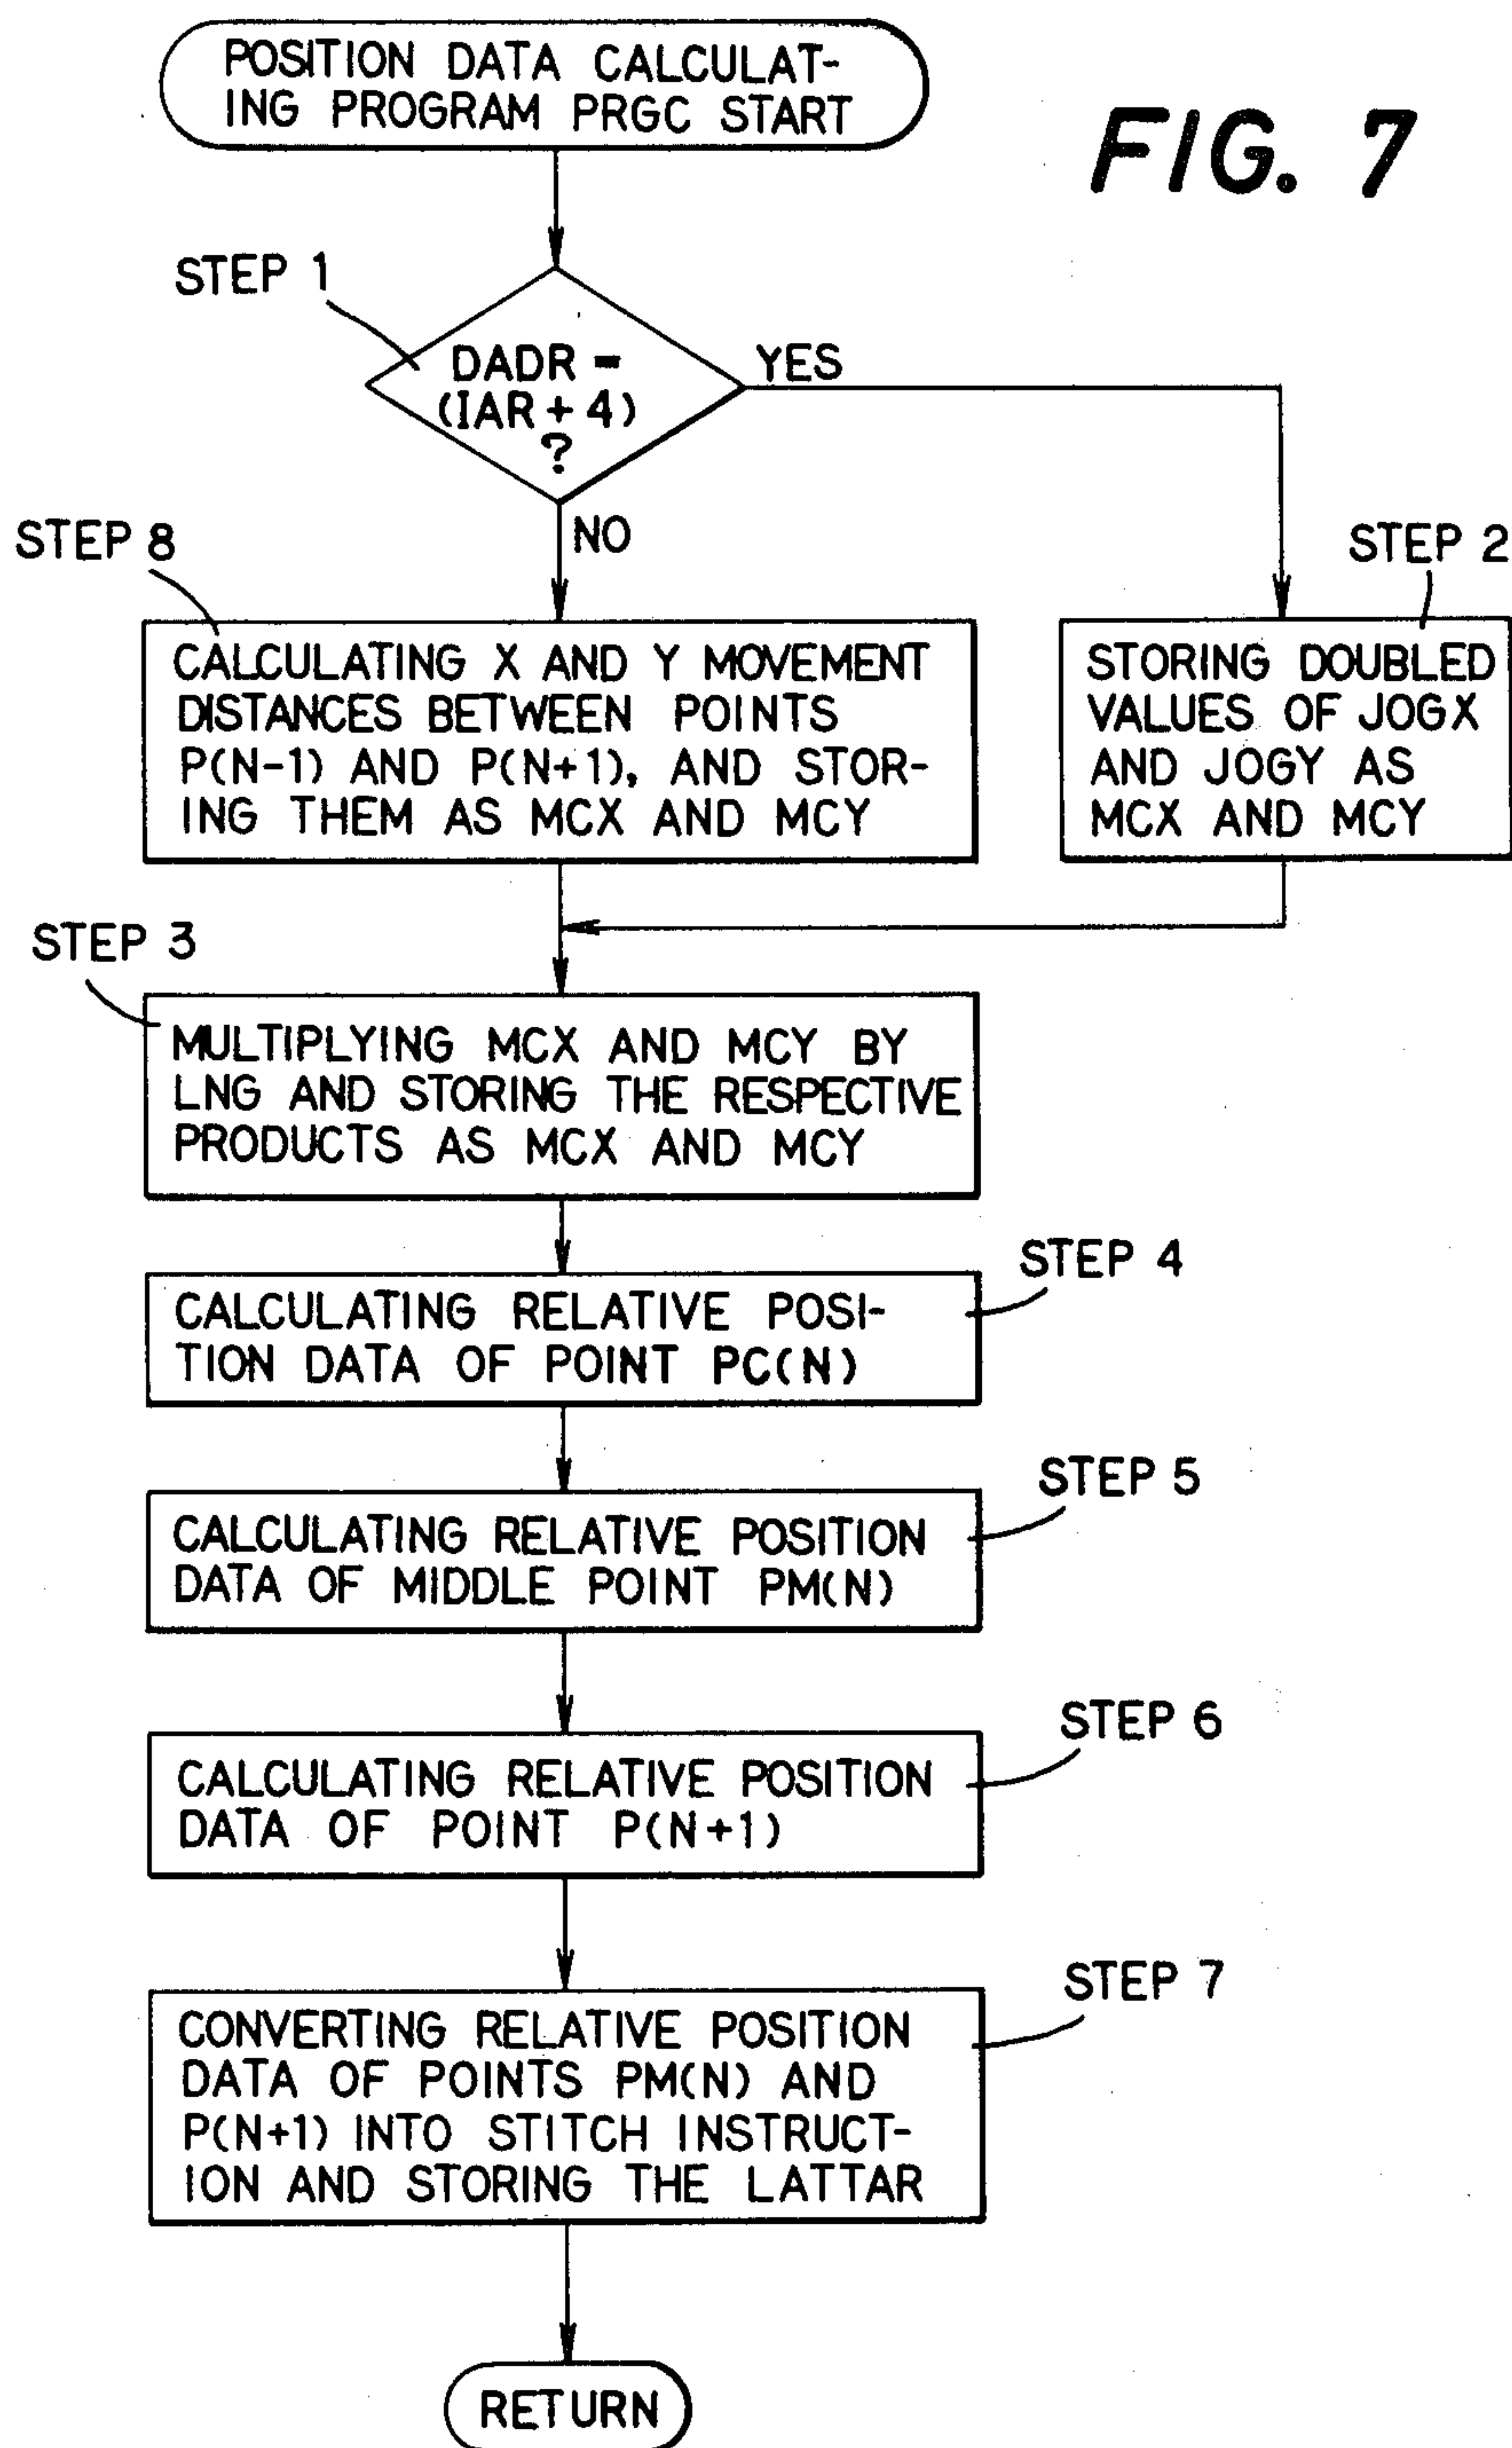 POSITION DATA CALCULAT-
ING PROGRAM PRGC START
FIG. 7
STEP 1
DADR =
(IAR + 4)
?
YES
NO
STEP 8
STEP 2
CALCULATING X AND Y MOVEMENT
DISTANCES BETWEEN POINTS
P(N-1) AND P(N+1), AND STOR-
ING THEM AS MCX AND MCY
STORING DOUBLED
VALUES OF JOGX
AND JOGY AS
MCX AND MCY
STEP 3
MULTIPLYING MCX AND MCY BY
LNG AND STORING THE RESPECTIVE
PRODUCTS AS MCX AND MCY
STEP 4
CALCULATING RELATIVE POSI-
TION DATA OF POINT PC(N)
STEP 5
CALCULATING RELATIVE POSITION
DATA OF MIDDLE POINT PM(N)
STEP 6
CALCULATING RELATIVE POSITION
DATA OF POINT P(N+1)
STEP 7
CONVERTING RELATIVE POSITION
DATA OF POINTS PM(N) AND
P(N+1) INTO STITCH INSTRUCT-
ION AND STORING THE LATTAR
RETURN